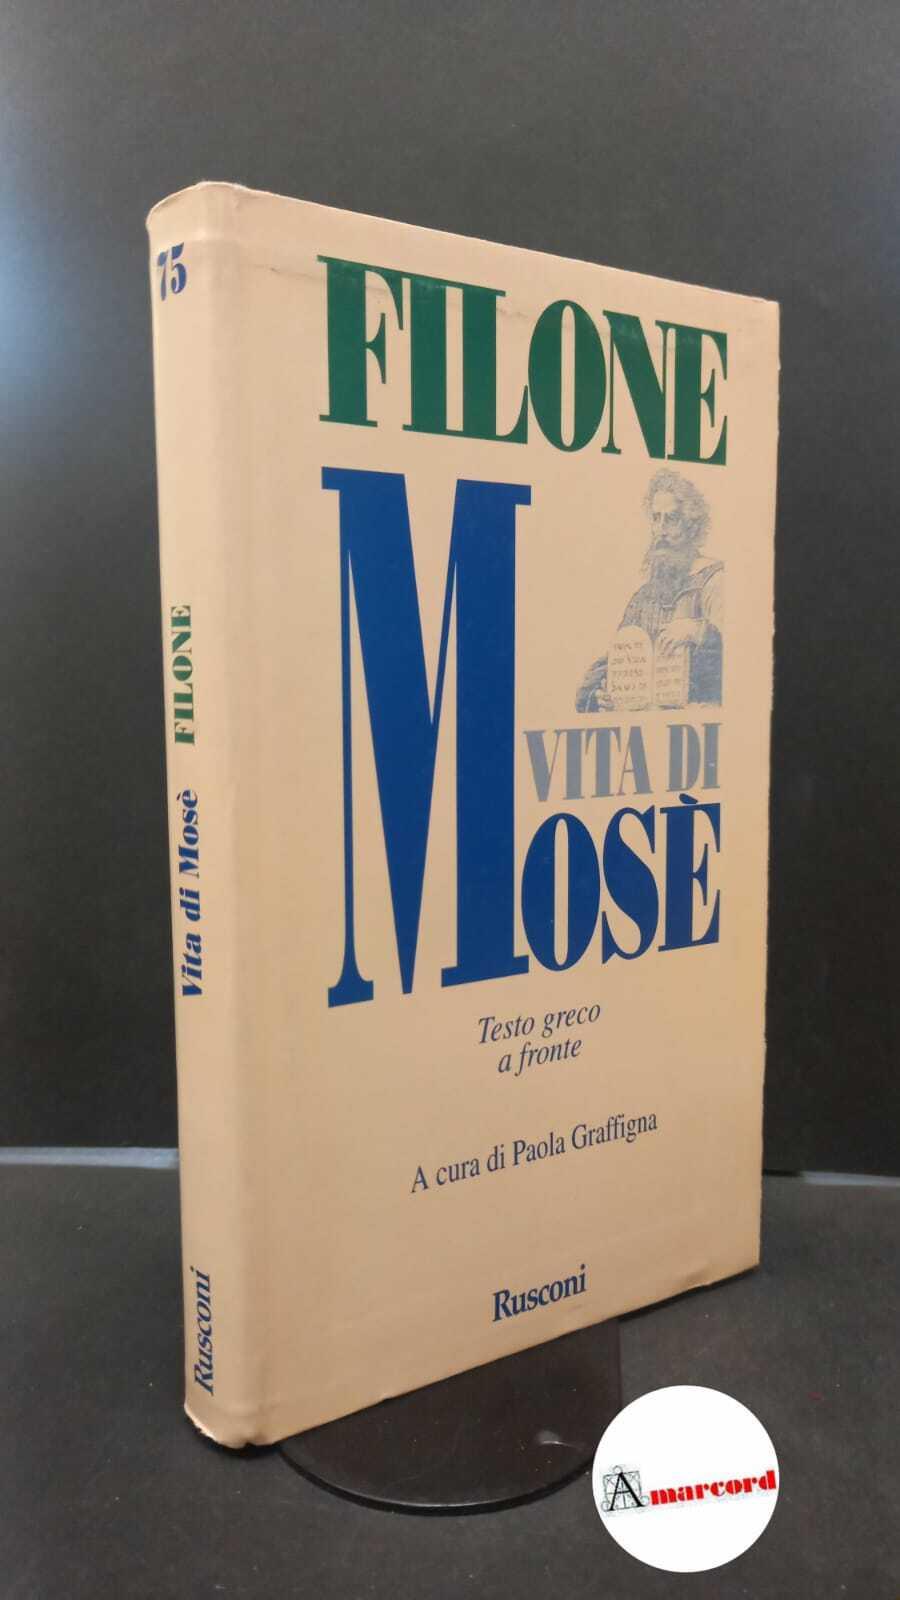 75
FILONE
Vita di Mosè
Rusconi
FILONE
VITA DI
MOSÈ
Testo greco
a fronte
A cura di Paola Graffigna
Rusconi
Amarcord